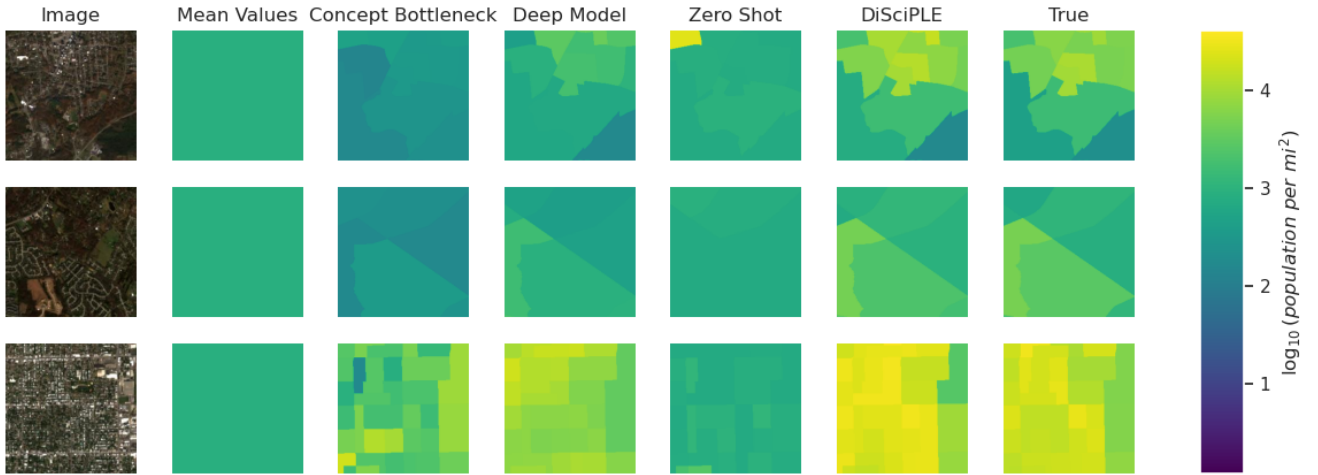 Image Mean Values Concept Bottleneck Deep Model Zero Shot DiSciPLE True
4
3
2
1
log₁₀ (population per mi²)